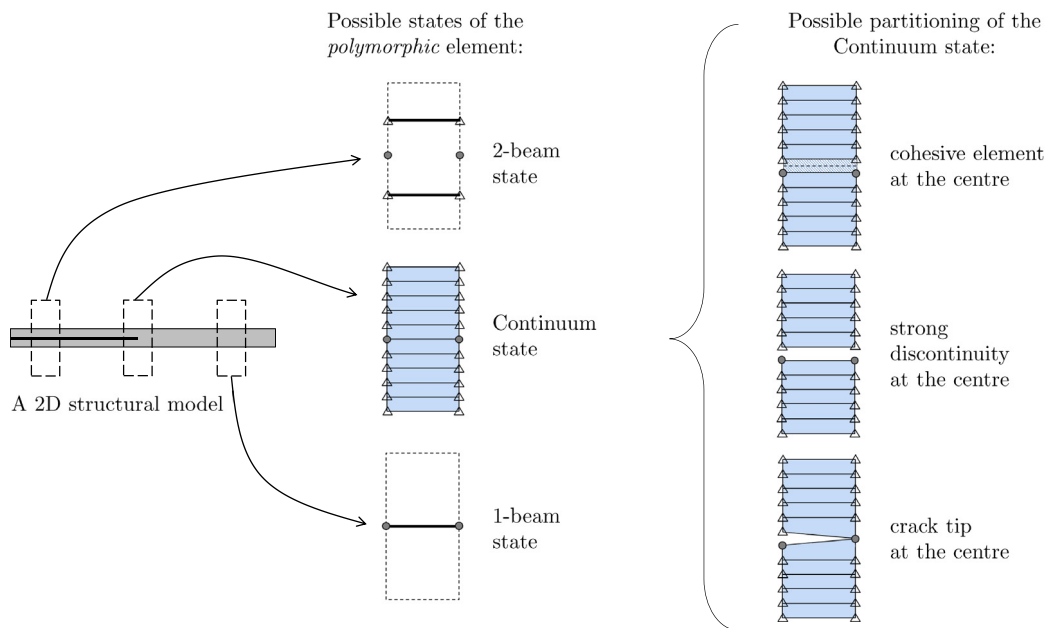 Possible states of the
polymorphic element:
2-beam
state
Continuum
state
1-beam
state
A 2D structural model
Possible partitioning of the
Continuum state:
cohesive element
at the centre
strong
discontinuity
at the centre
crack tip
at the centre